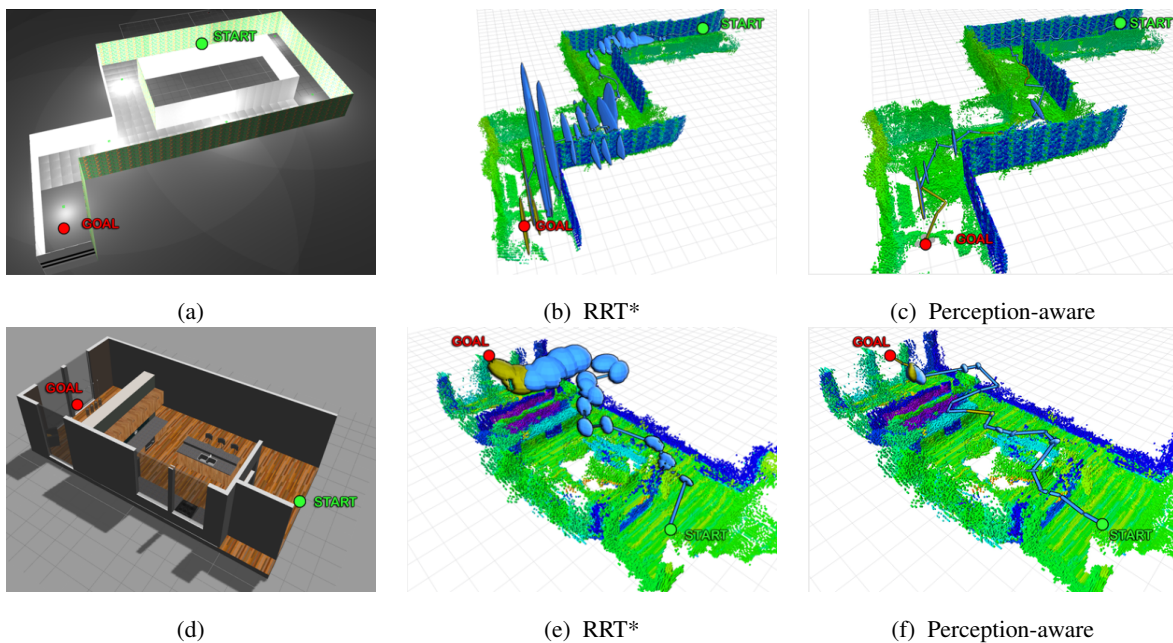 START
GOAL
START
GOAL
START
GOAL
(a)
(b) RRT*
(c) Perception-aware
GOAL
START
GOAL
START
GOAL
START
(d)
(e) RRT*
(f) Perception-aware